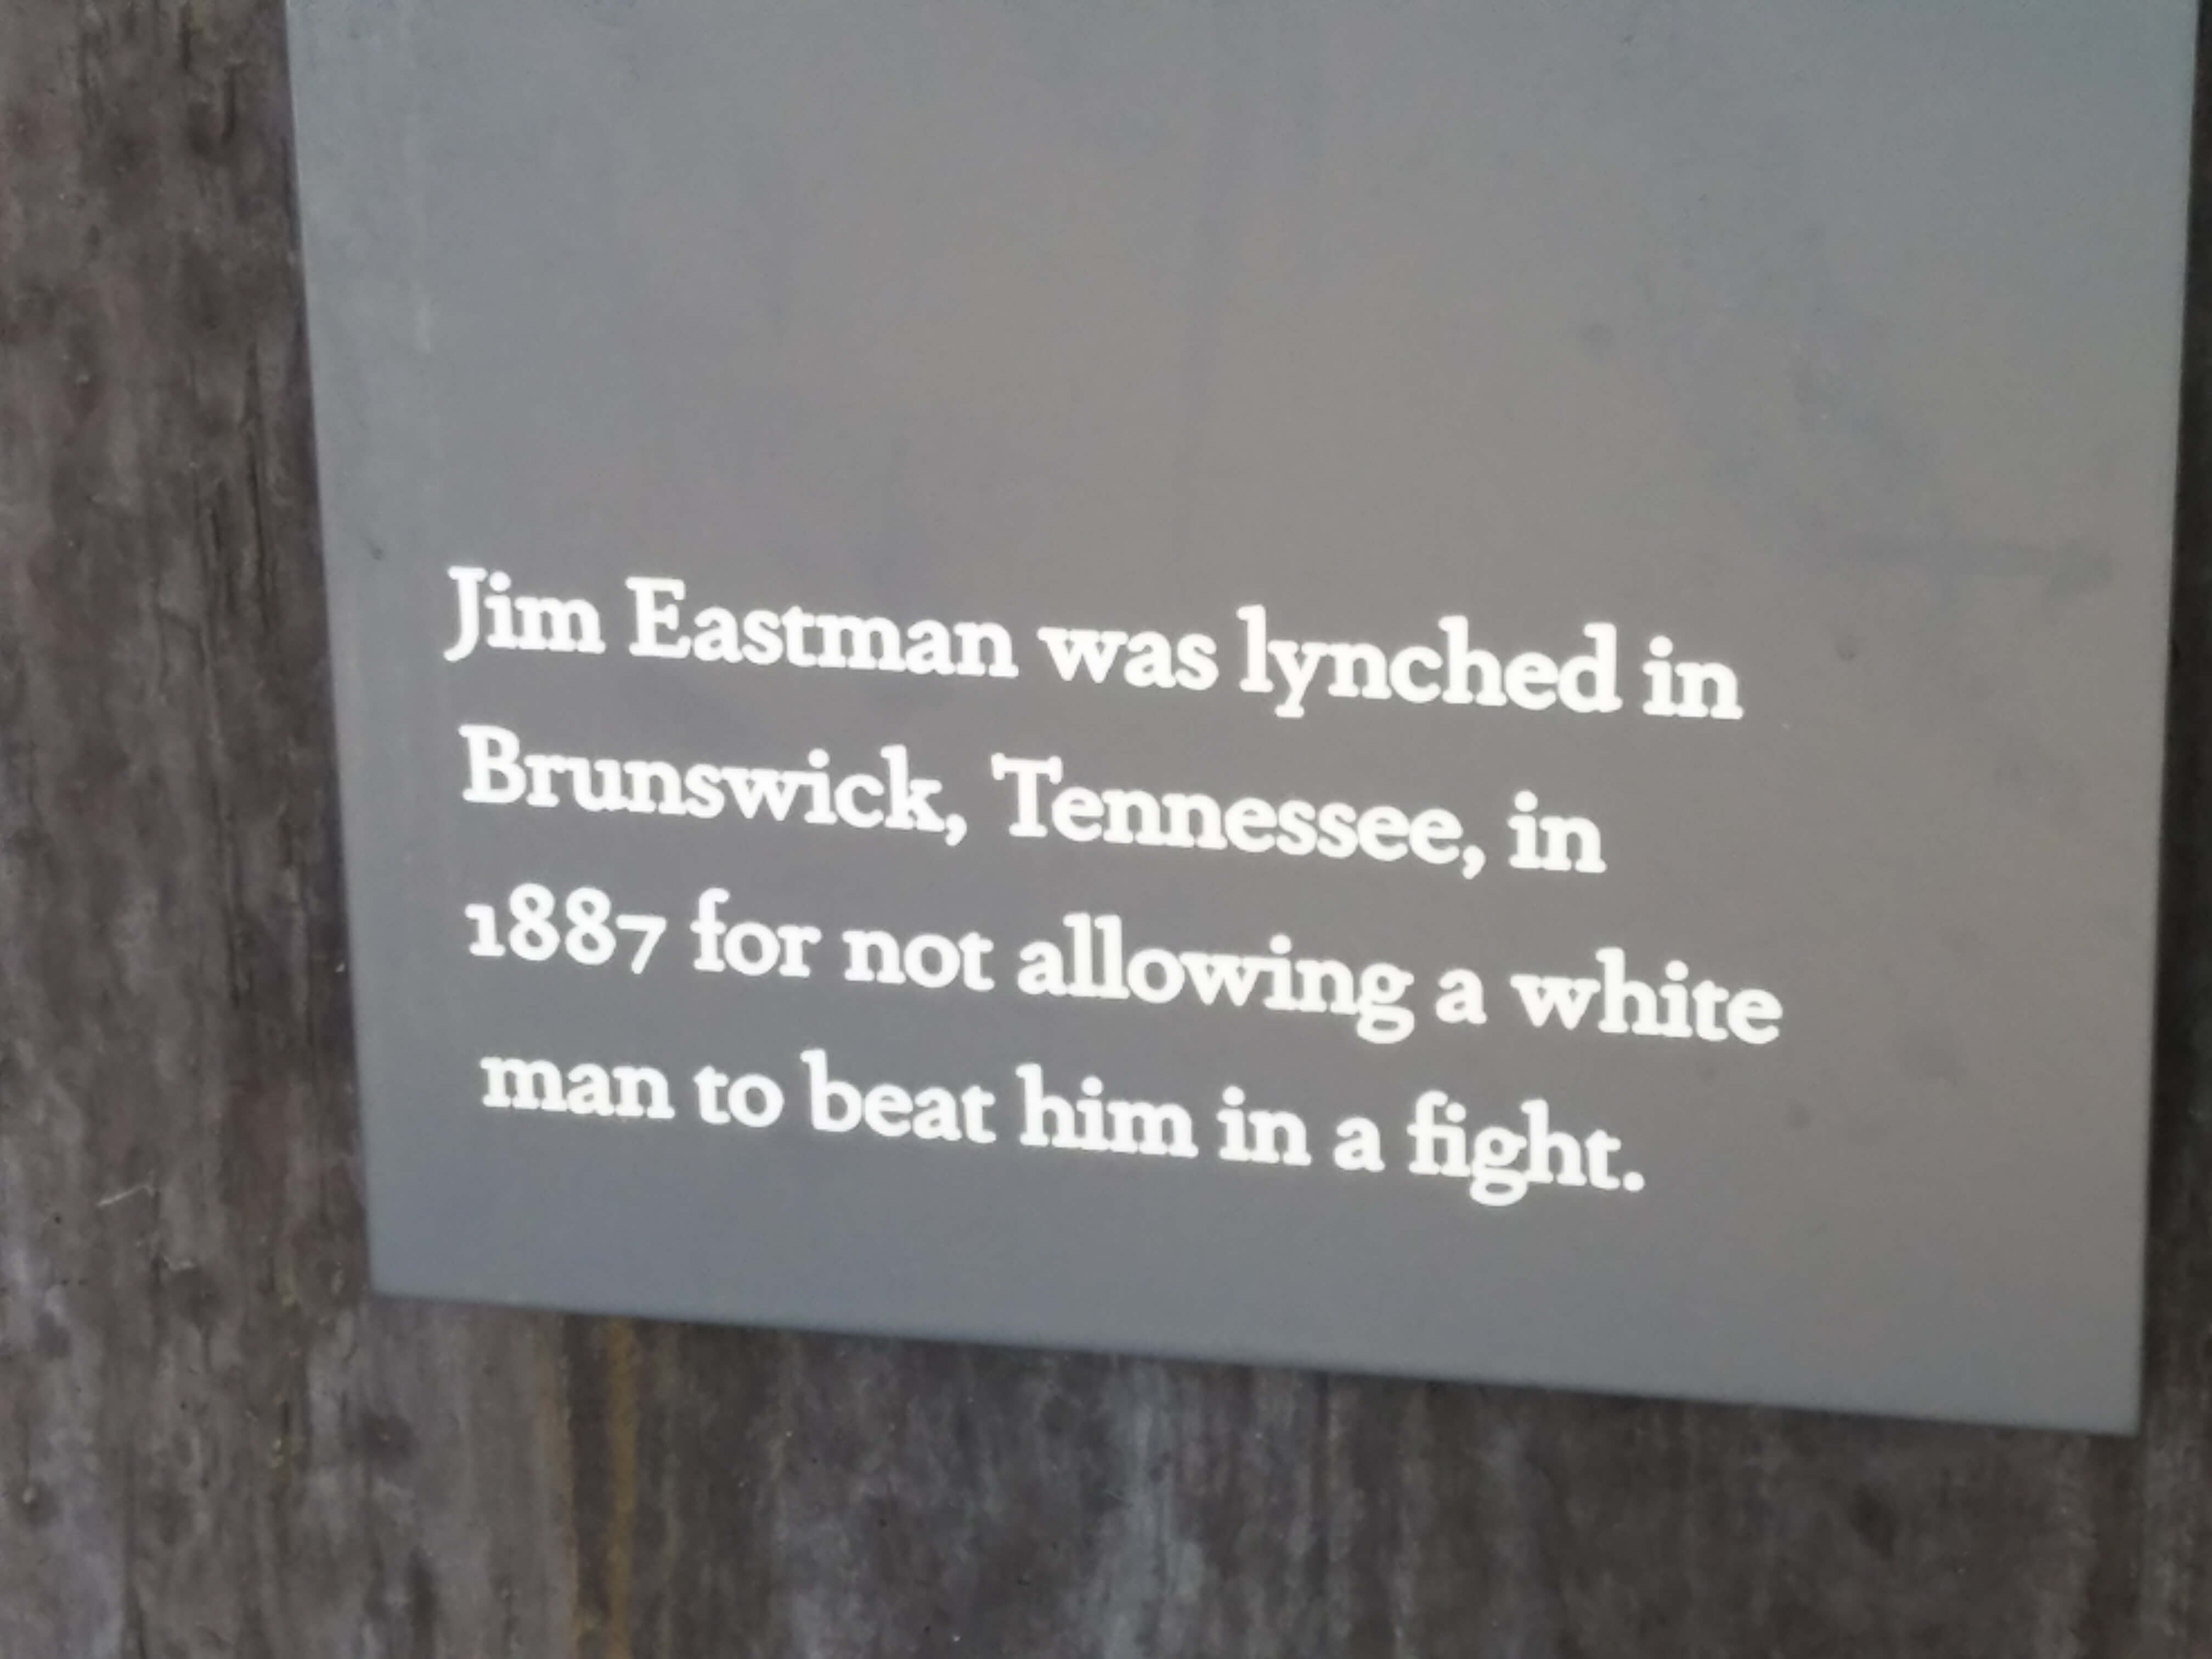 Jim Eastman was lynched in
Brunswick, Tennessee, in
1887 for not allowing a white
man to beat him in a fight.